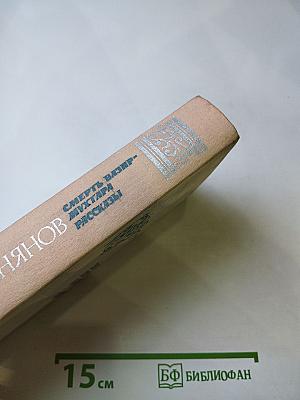 НЯНОВ
СМЕРТЬ ВАЗИР-
МУХТАРА
РАССКАЗЫ
15 см
БФ БИБЛИОФАН